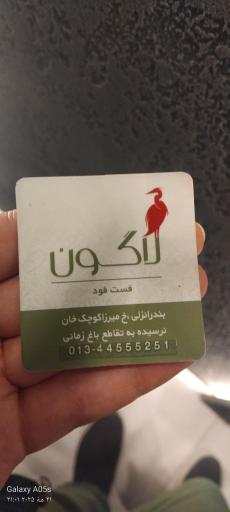 لاگون
فست فود
بندرانزلی ،خ میرزاکوچک خان
نرسیده به تقاطع باغ زمانی
013-44555251
Galaxy A05s